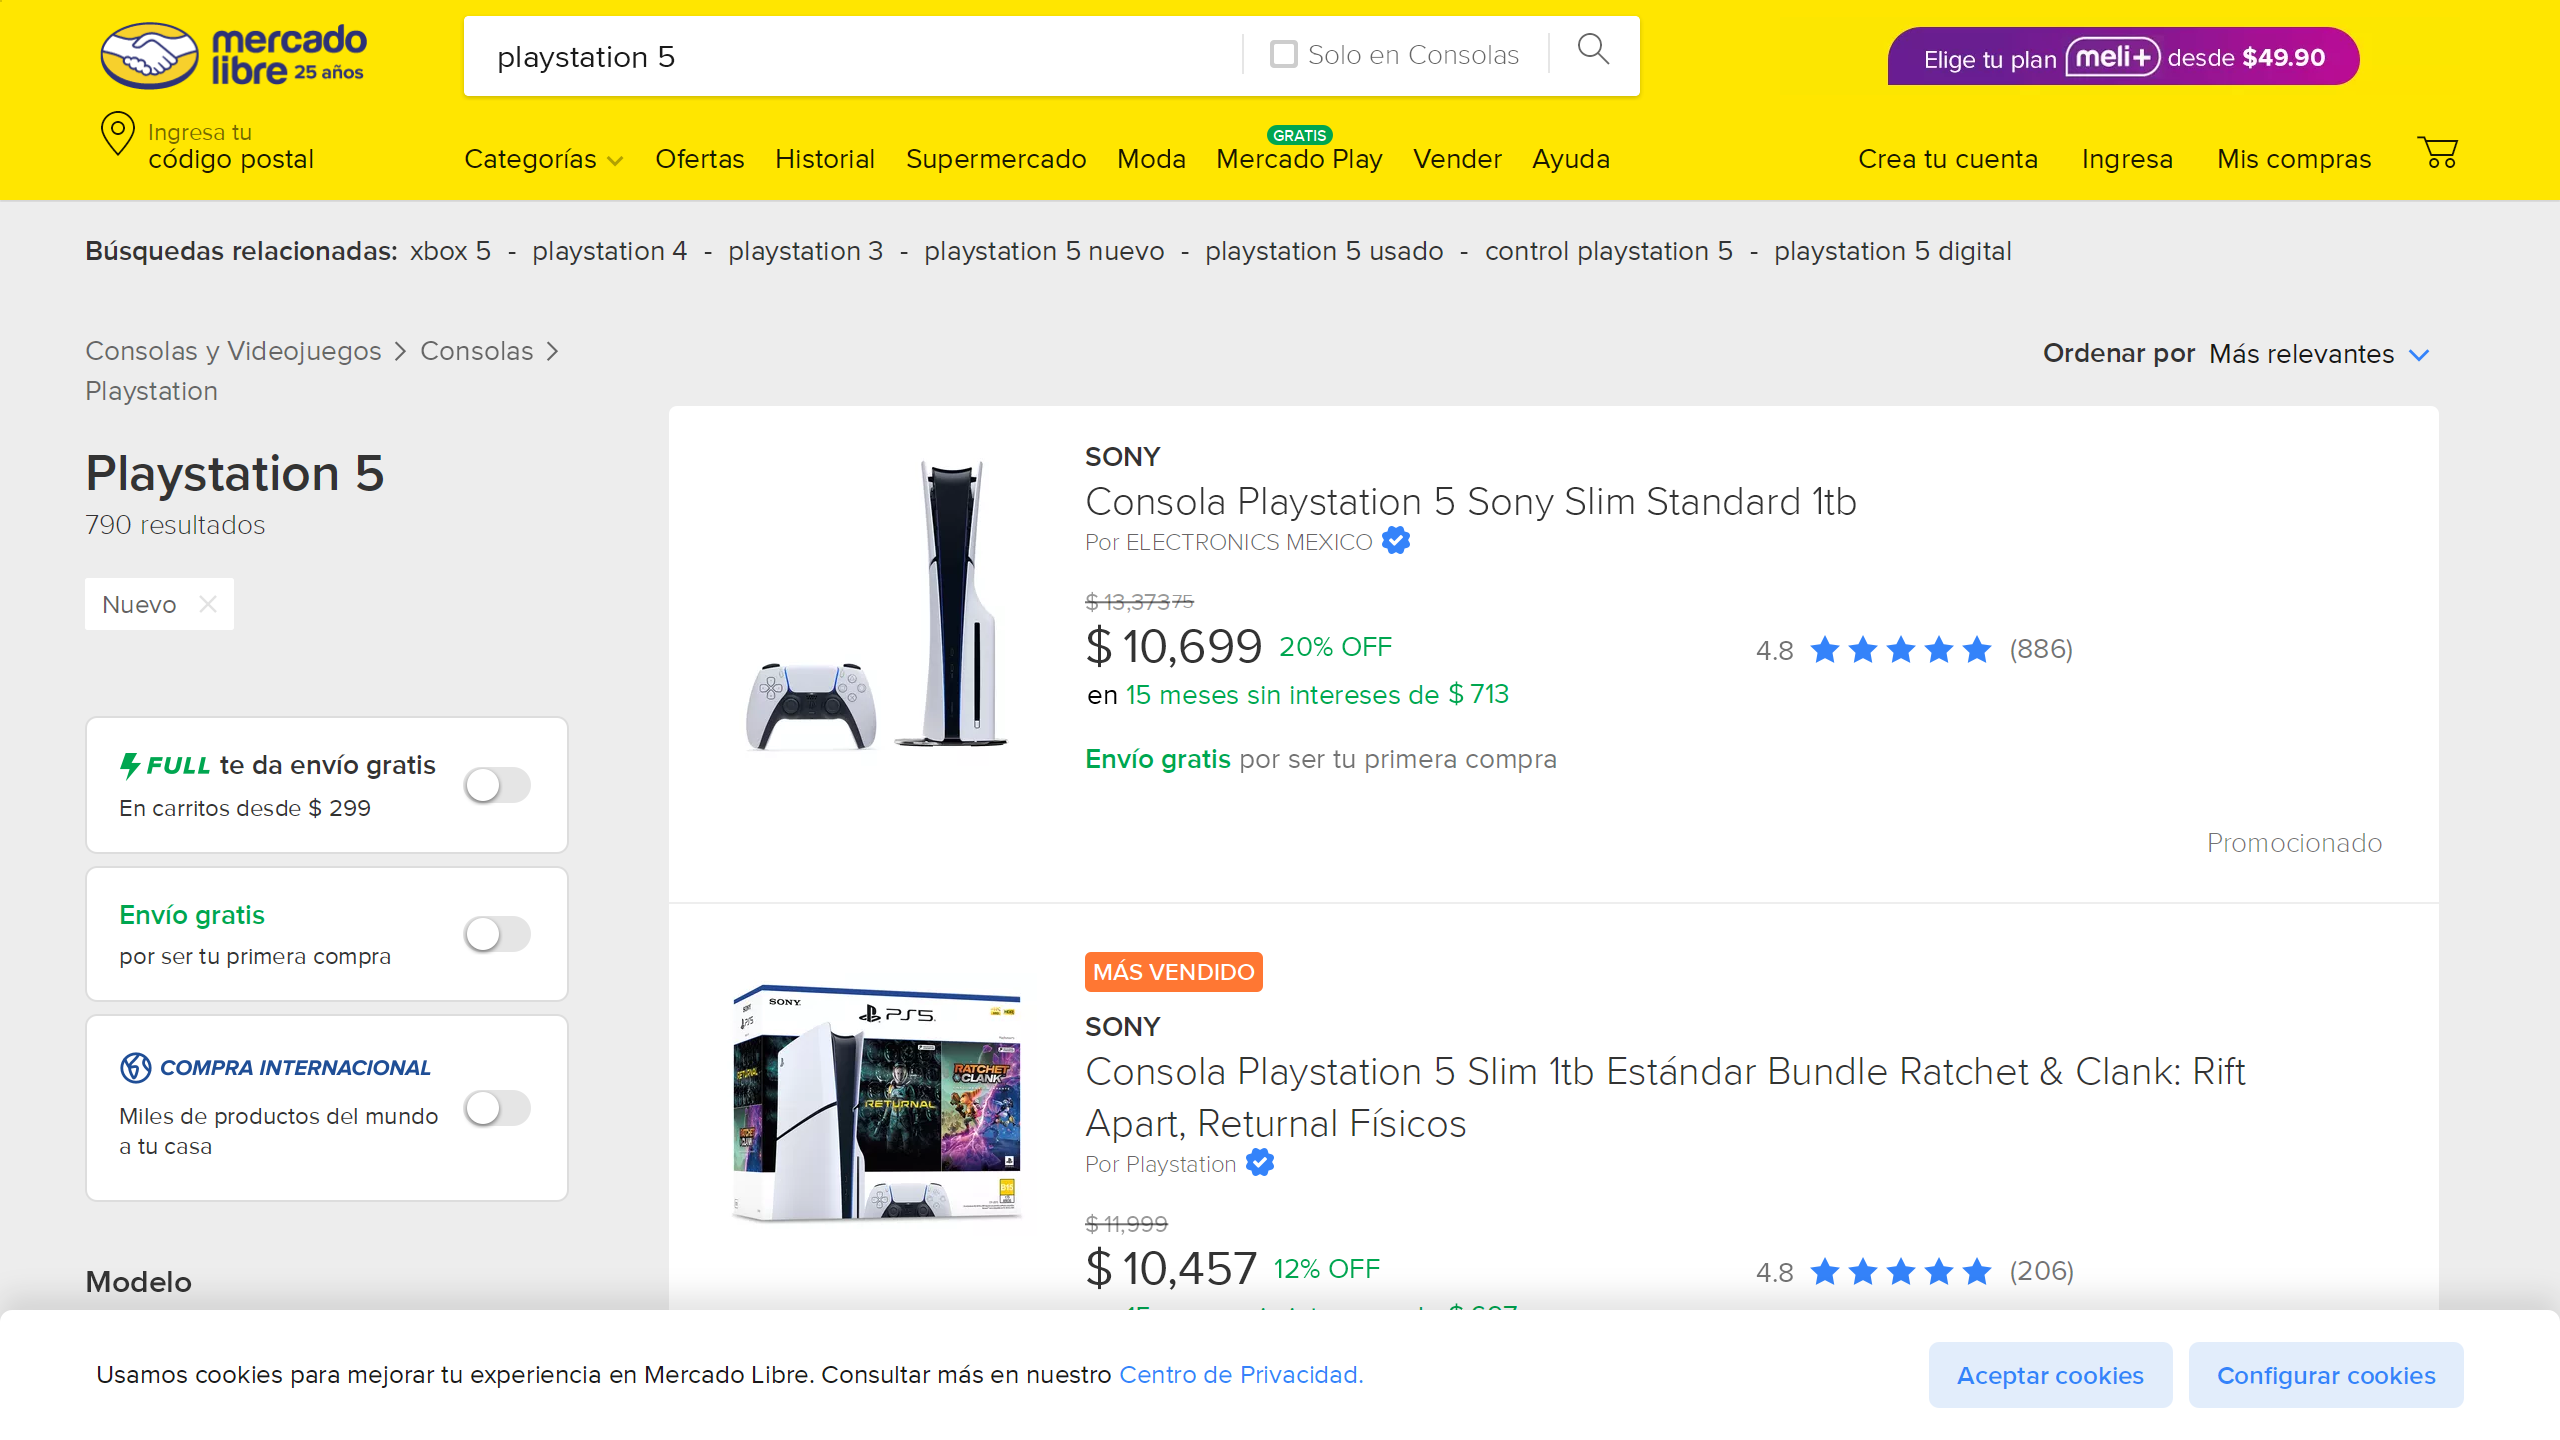 mercado
libre 25 años
playstation 5
Solo en Consolas
Elige tu plan meli+ desde $49.90
Ingresa tu
código postal
Categorías
Ofertas
Historial
Supermercado
Moda
GRATIS
Mercado Play
Vender
Ayuda
Crea tu cuenta
Ingresa
Mis compras
Búsquedas relacionadas: xbox 5 - playstation 4 - playstation 3 - playstation 5 nuevo - playstation 5 usado - control playstation 5 - playstation 5 digital
Consolas y Videojuegos > Consolas >
Playstation
Ordenar por Más relevantes
Playstation 5
790 resultados
Nuevo
FULL te da envío gratis
En carritos desde $ 299
Envío gratis
por ser tu primera compra
COMPRA INTERNACIONAL
Miles de productos del mundo
a tu casa
Modelo
SONY
Consola Playstation 5 Sony Slim Standard 1tb
Por ELECTRONICS MEXICO
$ 13,373 75
$ 10,699 20% OFF
4.8 (886)
en 15 meses sin intereses de $ 713
Envío gratis por ser tu primera compra
Promocionado
SONY
PS5
RETURNAL
RATCHET
CLANK
MÁS VENDIDO
SONY
Consola Playstation 5 Slim 1tb Estándar Bundle Ratchet & Clank: Rift
Apart, Returnal Físicos
Por Playstation
$ 11,999
$ 10,457 12% OFF
4.8 (206)
Usamos cookies para mejorar tu experiencia en Mercado Libre. Consultar más en nuestro Centro de Privacidad.
Aceptar cookies
Configurar cookies